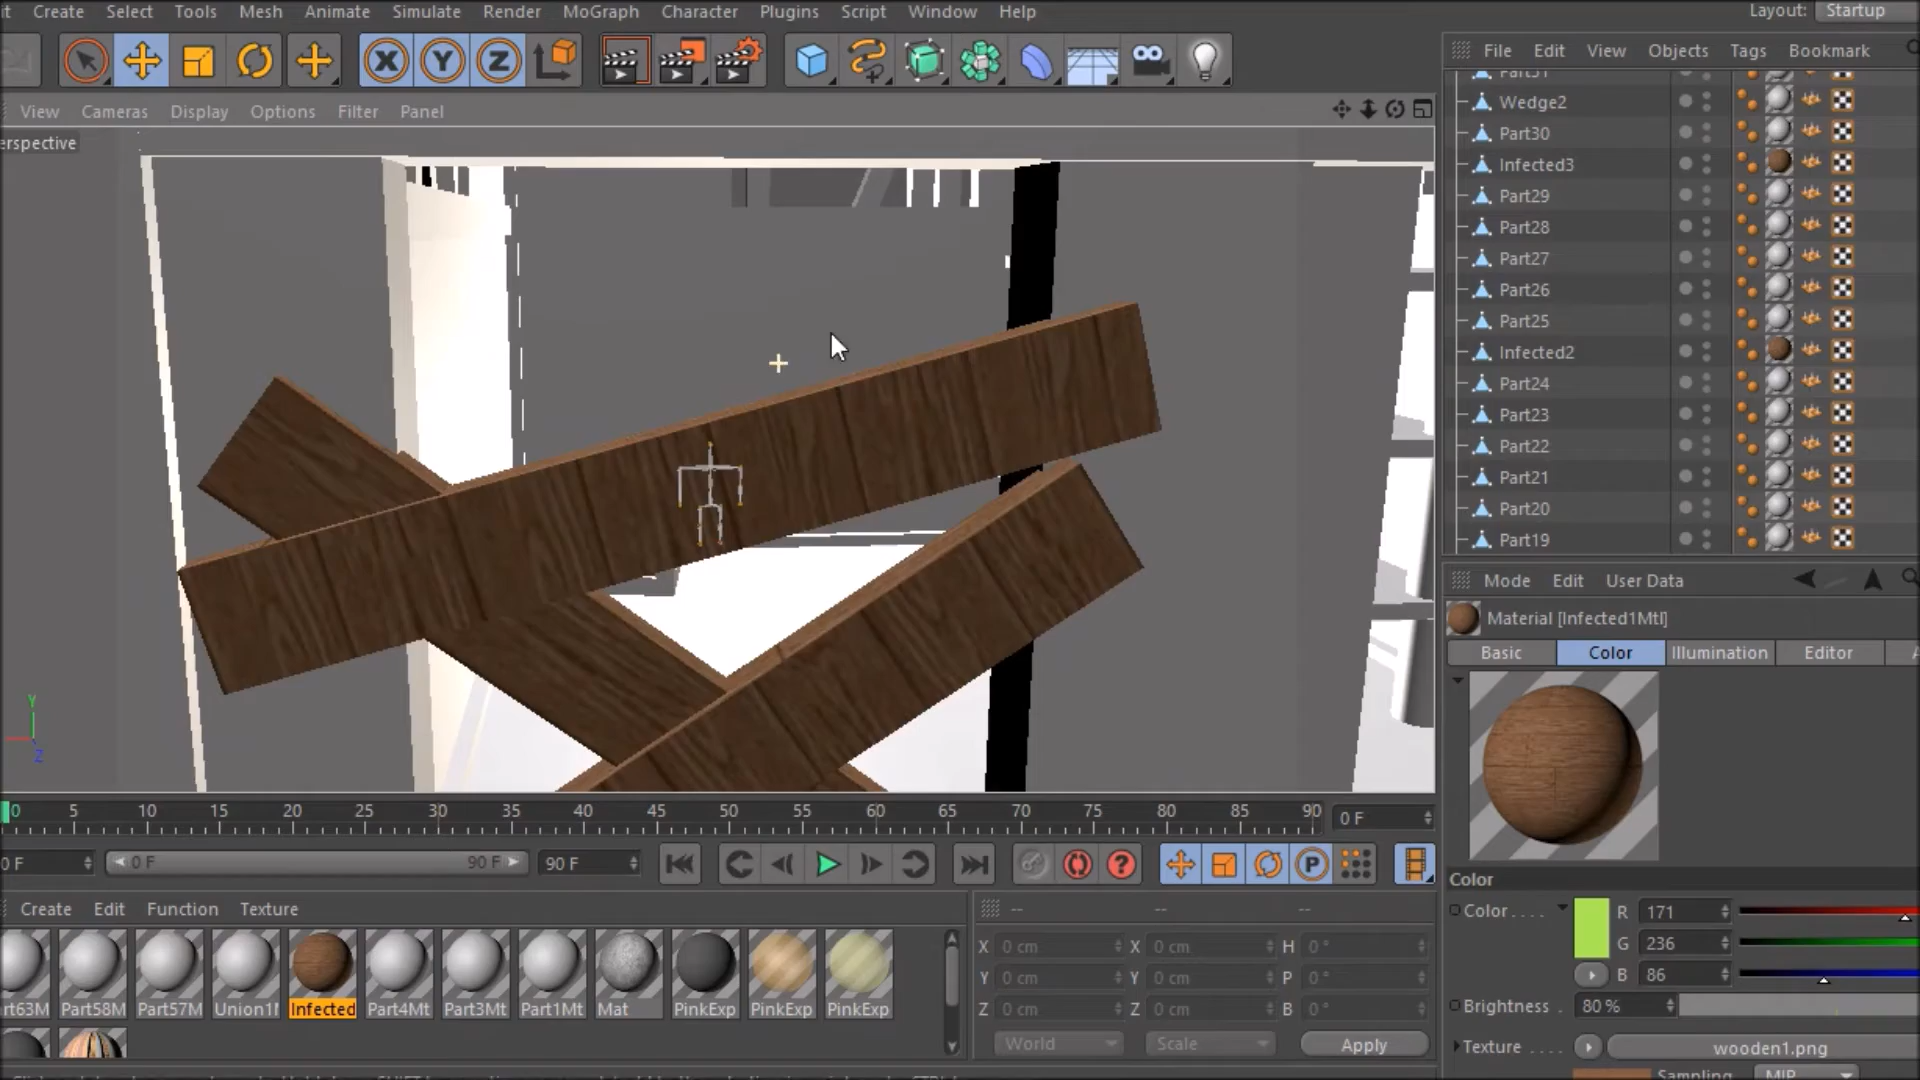 Create Select Tools Mesh Animate Simulate Render MoGraph Character Plugins Script Window Help
Layout: Startup
File Edit View Objects Tags Bookmark
View Cameras Display Options Filter Panel
erspective
Part31
Wedge2
Part30
Infected3
Part29
Part28
Part27
Part26
Part25
Infected2
Part24
Part23
Part22
Part21
Part20
Part19
X Y Z
Y
Z
Mode Edit User Data
Material [Infected1Mtl]
Basic Color Illumination Editor
0 5 10 15 20 25 30 35 40 45 50 55 60 65 70 75 80 85 90 0 F
0 F 0 F 90 F 90 F
? P
Color
Color . . . . R 171
G 236
B 86
Brightness . 80 %
Texture . . . . wooden1.png
Sampling MIP
Create Edit Function Texture
-- -- --
X 0 cm X 0 cm H 0 °
Y 0 cm Y 0 cm P 0 °
Z 0 cm Z 0 cm B 0 °
World Scale Apply
rt63M Part58M Part57M Union1 Infected Part4Mt Part3Mt Part1Mt Mat PinkExp PinkExp PinkExp